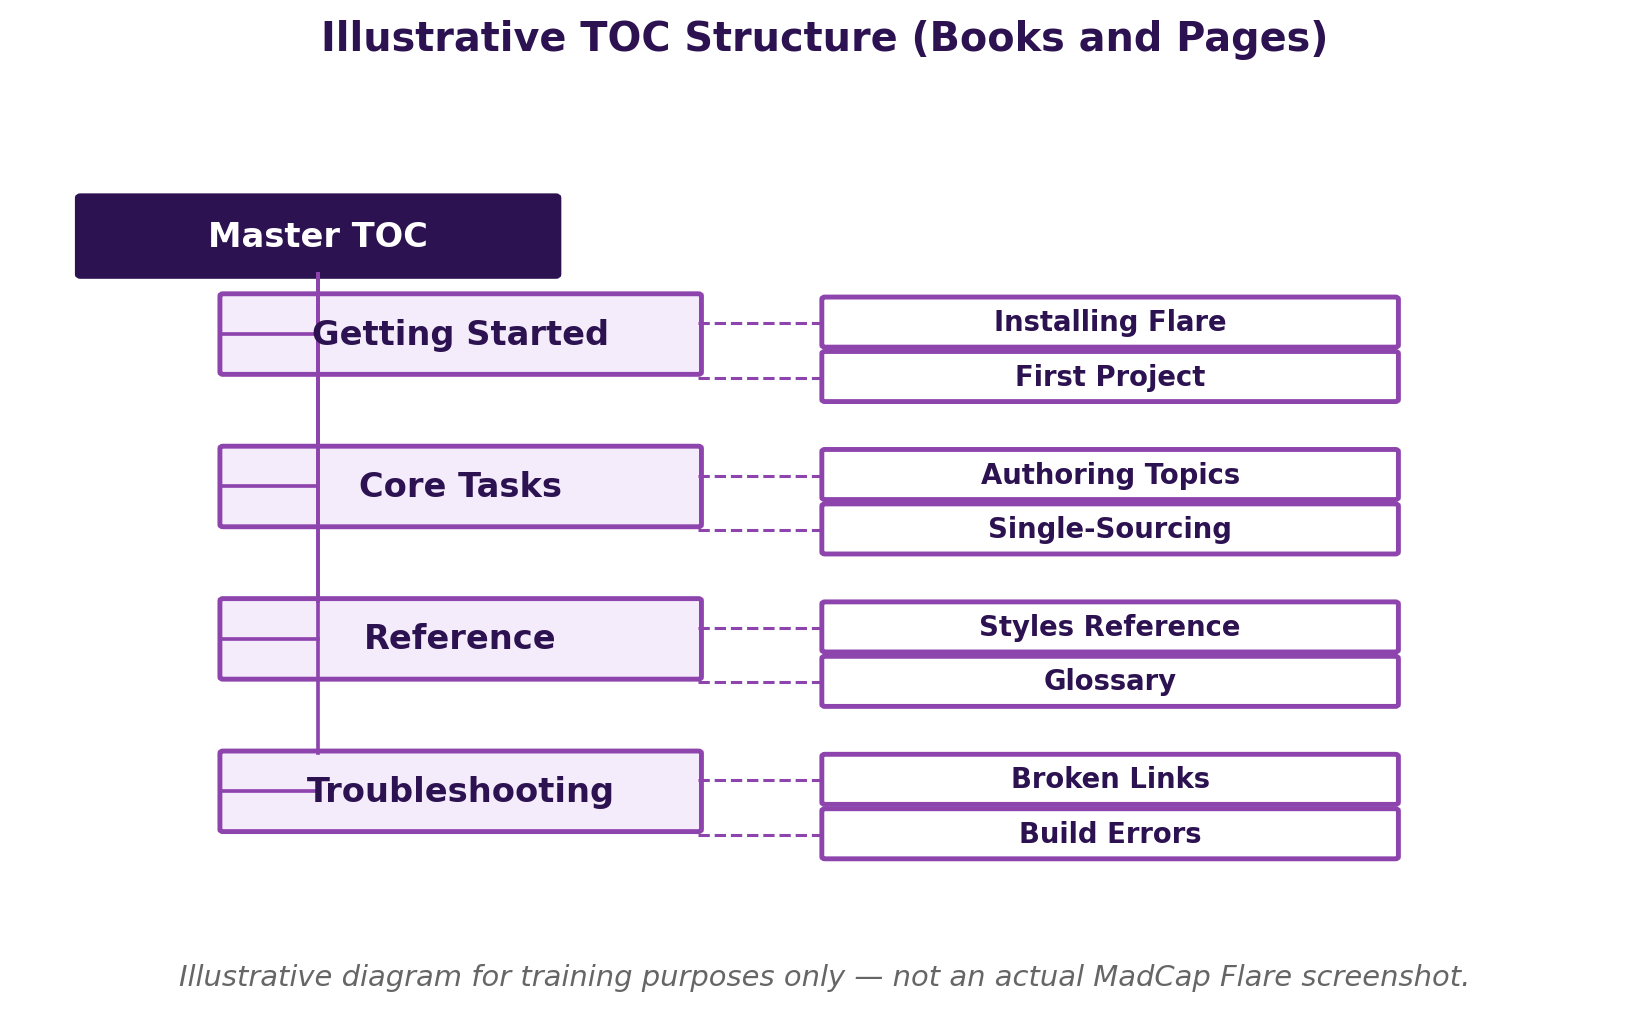 Illustrative TOC Structure (Books and Pages)
Master TOC
Getting Started
Installing Flare
First Project
Core Tasks
Authoring Topics
Single-Sourcing
Reference
Styles Reference
Glossary
Troubleshooting
Broken Links
Build Errors
Illustrative diagram for training purposes only — not an actual MadCap Flare screenshot.